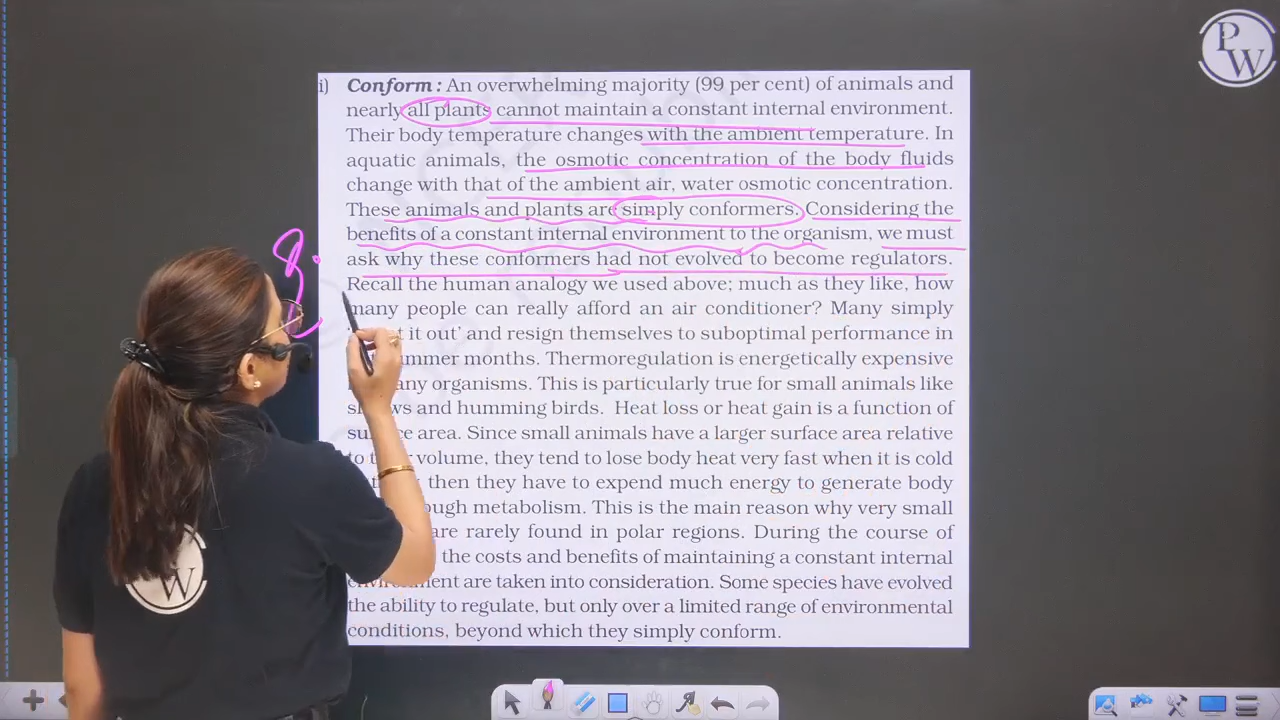 P
W
i) Conform : An overwhelming majority (99 per cent) of animals and
nearly all plants cannot maintain a constant internal environment.
Their body temperature changes with the ambient temperature. In
aquatic animals, the osmotic concentration of the body fluids
change with that of the ambient air, water osmotic concentration.
These animals and plants are simply conformers. Considering the
benefits of a constant internal environment to the organism, we must
ask why these conformers had not evolved to become regulators.
Recall the human analogy we used above; much as they like, how
many people can really afford an air conditioner? Many simply
it out' and resign themselves to suboptimal performance in
months. Thermoregulation is energetically expensive
organisms. This is particularly true for small animals like
and humming birds. Heat loss or heat gain is a function of
area. Since small animals have a larger surface area relative
volume, they tend to lose body heat very fast when it is cold
then they have to expend much energy to generate body
metabolism. This is the main reason why very small
are rarely found in polar regions. During the course of
the costs and benefits of maintaining a constant internal
are taken into consideration. Some species have evolved
the ability to regulate, but only over a limited range of environmental
conditions, beyond which they simply conform.
P
W